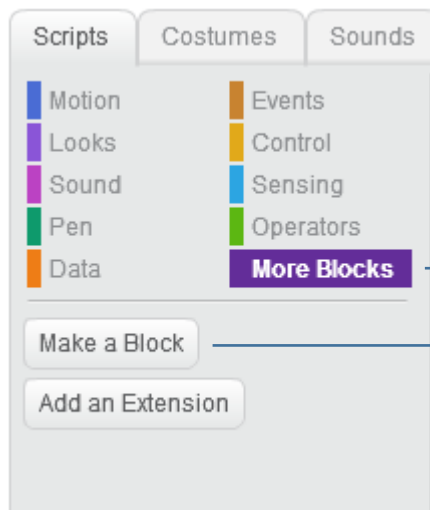 Scripts Costumes Sounds
Motion Events
Looks Control
Sound Sensing
Pen Operators
Data More Blocks
Make a Block
Add an Extension